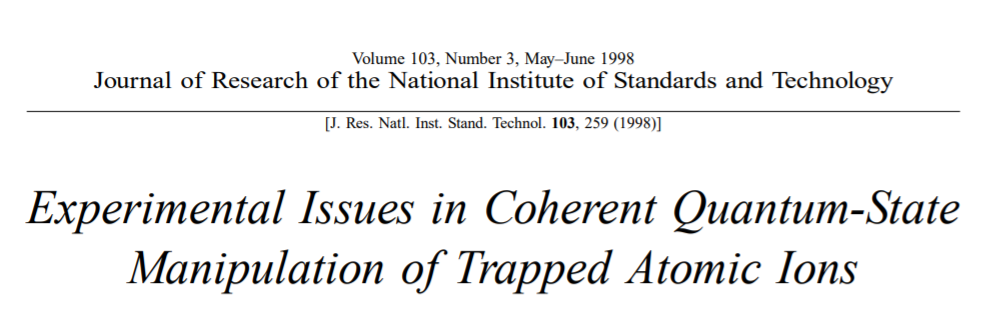 Volume 103, Number 3, May–June 1998
Journal of Research of the National Institute of Standards and Technology
[J. Res. Natl. Inst. Stand. Technol. 103, 259 (1998)]
Experimental Issues in Coherent Quantum-State
Manipulation of Trapped Atomic Ions